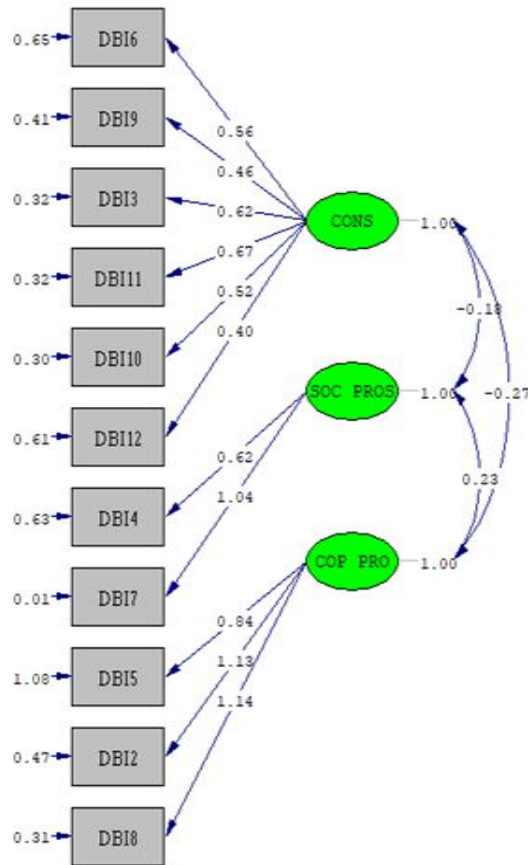 0.65 DBI6
0.41 DBI9
0.32 DBI3
0.32 DBI11
0.30 DBI10
0.61 DBI12
0.63 DBI4
0.01 DBI7
1.08 DBI5
0.47 DBI2
0.31 DBI8
0.56
0.46
0.62
0.67
0.52
0.40
0.62
1.04
0.84
1.13
1.14
CONS 1.00
SOC PROS 1.00
COP PRO 1.00
-0.18
-0.27
0.23